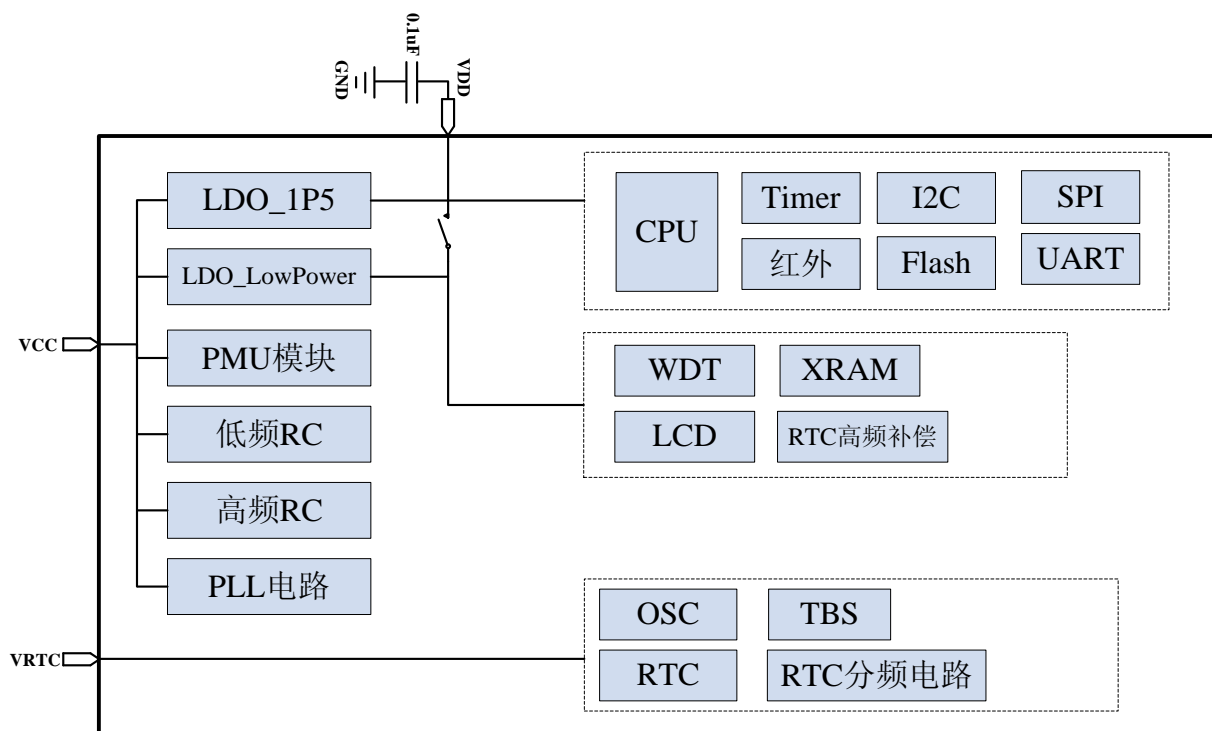 0.1uF
GND
VDD
LDO_1P5
LDO_LowPower
VCC
PMU模块
低频RC
高频RC
PLL电路
VRTC
CPU
Timer
I2C
SPI
红外
Flash
UART
WDT
XRAM
LCD
RTC高频补偿
OSC
TBS
RTC
RTC分频电路